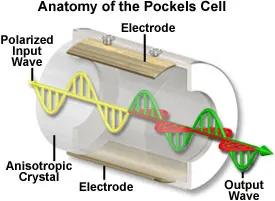 Anatomy of the Pockels Cell
Electrode
Polarized
Input
Wave
Anisotropic
Crystal
Electrode
Output
Wave